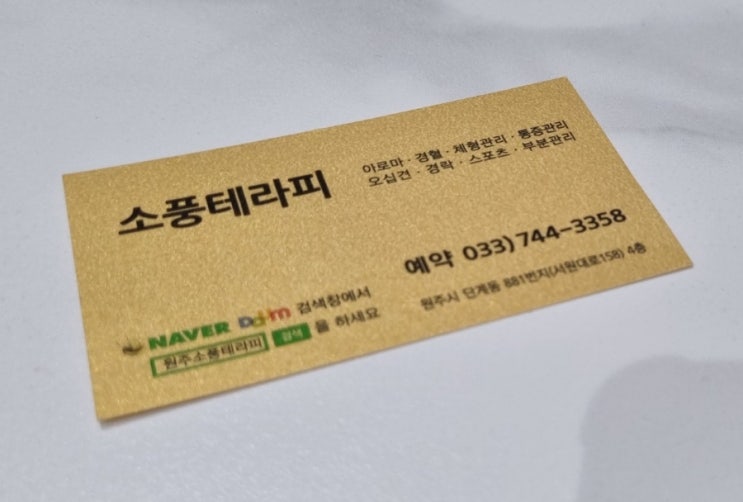 소풍테라피
아로마 · 경혈 · 체형관리 · 통증관리
오십견 · 경락 · 스포츠 · 부분관리
예약 033)744-3358
원주시 단계동 881번지(서원대로158) 4층
NAVER Daum 검색창에서
원주소풍테라피 검색 을 하세요